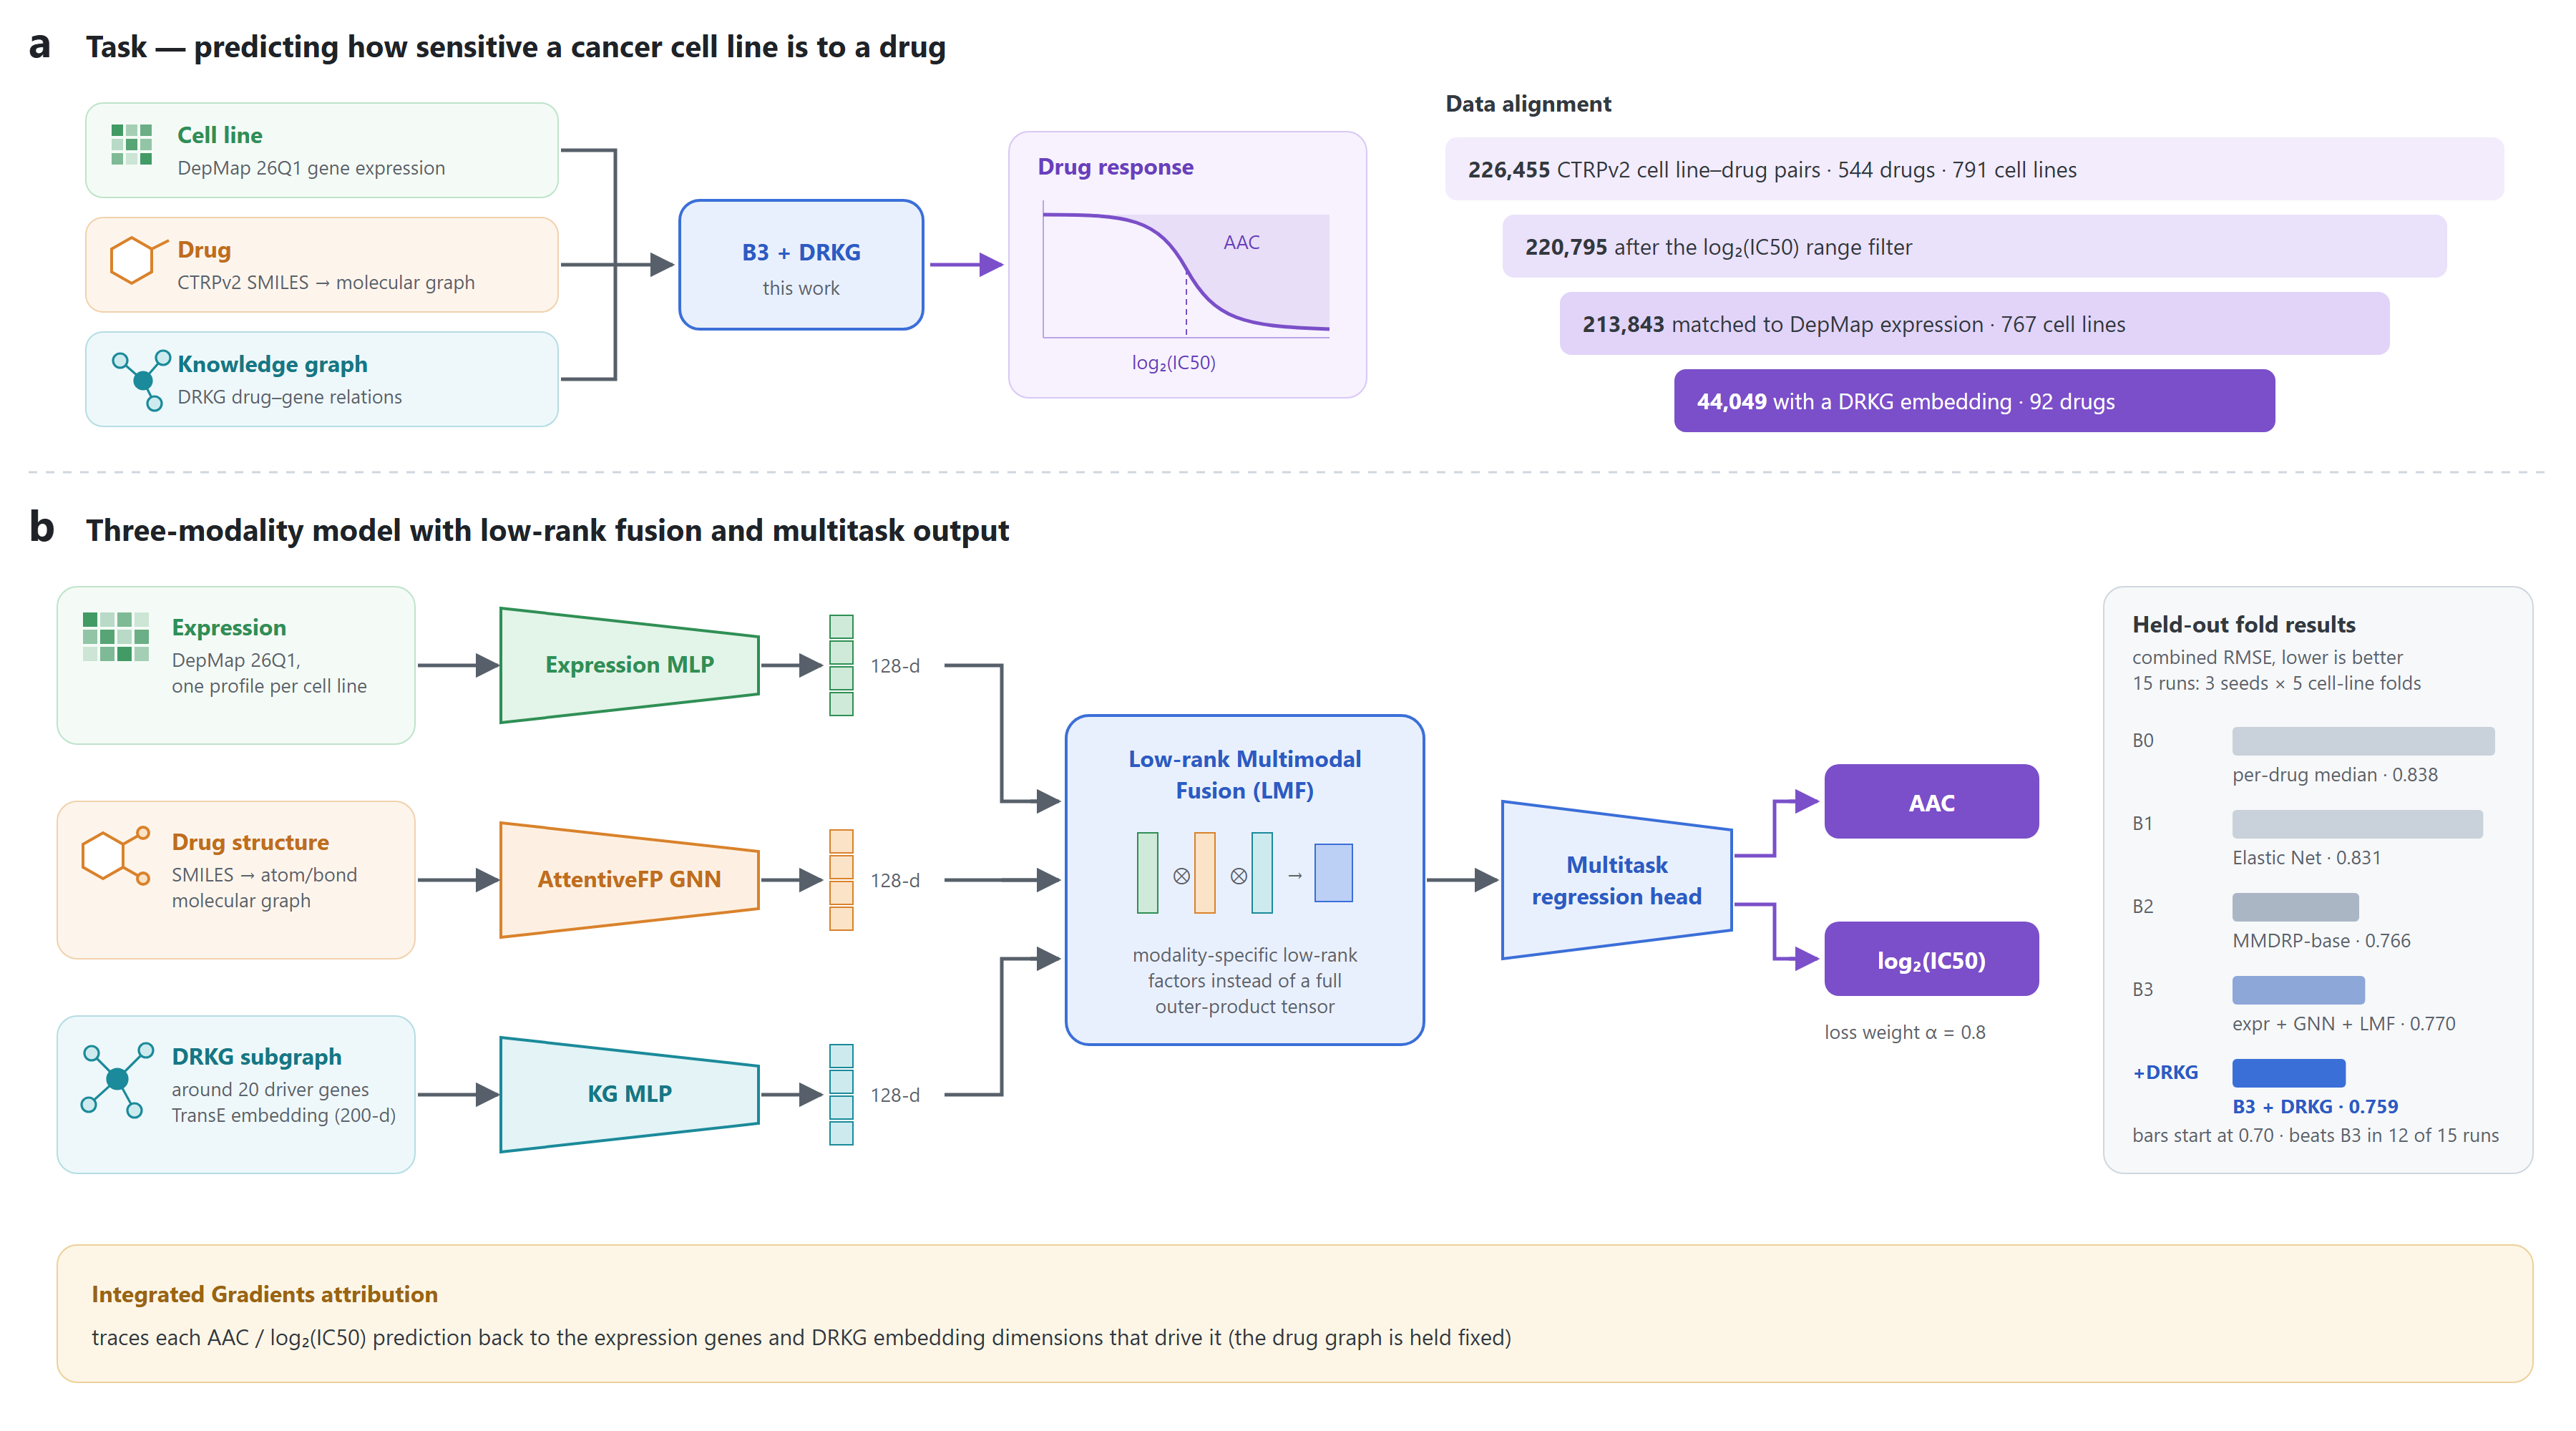 a Task — predicting how sensitive a cancer cell line is to a drug
Cell line
DepMap 26Q1 gene expression
Drug
CTRPv2 SMILES → molecular graph
Knowledge graph
DRKG drug–gene relations
B3 + DRKG
this work
Drug response
AAC
log₂(IC50)
Data alignment
226,455 CTRPv2 cell line–drug pairs · 544 drugs · 791 cell lines
220,795 after the log₂(IC50) range filter
213,843 matched to DepMap expression · 767 cell lines
44,049 with a DRKG embedding · 92 drugs
b Three-modality model with low-rank fusion and multitask output
Expression
DepMap 26Q1,
one profile per cell line
Expression MLP
128-d
Drug structure
SMILES → atom/bond
molecular graph
AttentiveFP GNN
128-d
DRKG subgraph
around 20 driver genes
TransE embedding (200-d)
KG MLP
128-d
Low-rank Multimodal
Fusion (LMF)
⊗ ⊗ →
modality-specific low-rank
factors instead of a full
outer-product tensor
Multitask
regression head
AAC
log₂(IC50)
loss weight α = 0.8
Held-out fold results
combined RMSE, lower is better
15 runs: 3 seeds × 5 cell-line folds
B0
per-drug median · 0.838
B1
Elastic Net · 0.831
B2
MMDRP-base · 0.766
B3
expr + GNN + LMF · 0.770
+DRKG
B3 + DRKG · 0.759
bars start at 0.70 · beats B3 in 12 of 15 runs
Integrated Gradients attribution
traces each AAC / log₂(IC50) prediction back to the expression genes and DRKG embedding dimensions that drive it (the drug graph is held fixed)